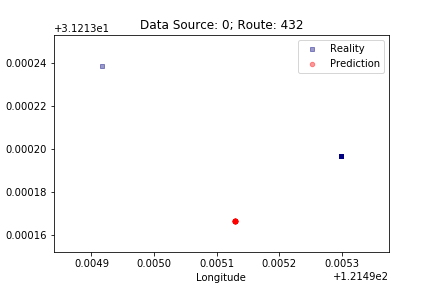 +3.1213e1
Data Source: 0; Route: 432
Reality
Prediction
0.00024
0.00022
0.00020
0.00018
0.00016
0.0049 0.0050 0.0051 0.0052 0.0053
Longitude
+1.2149e2